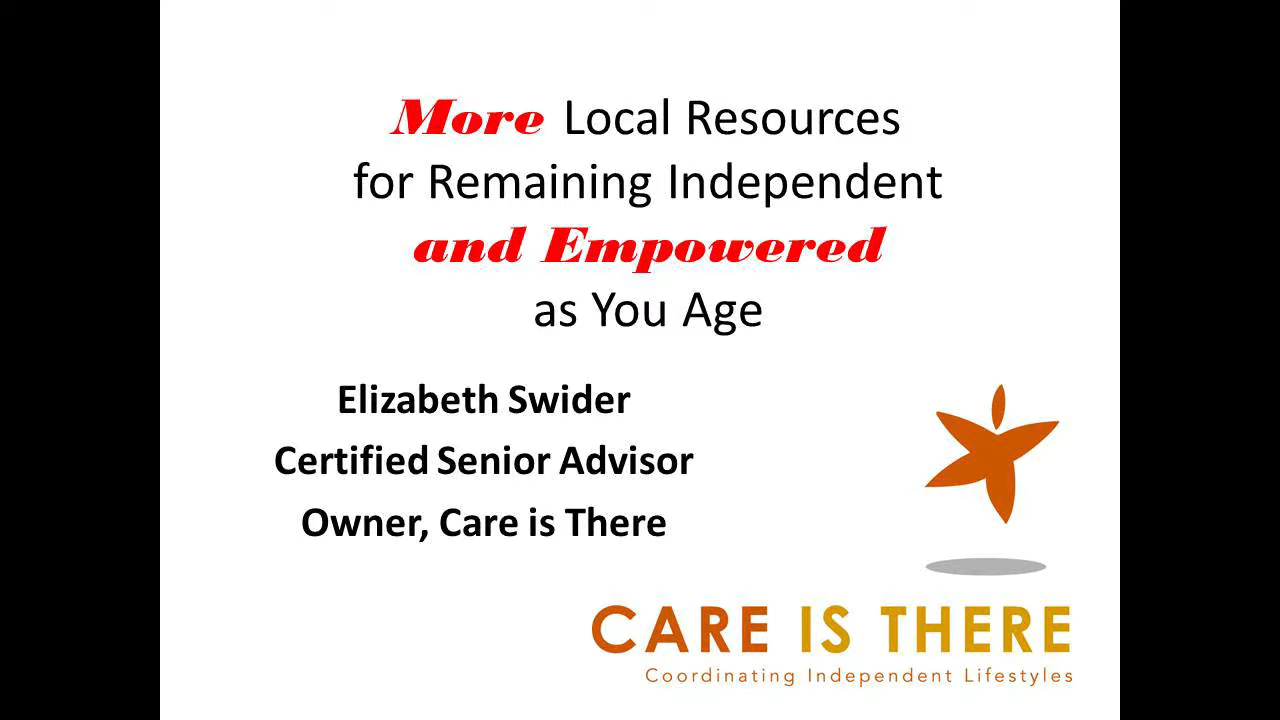 More Local Resources
for Remaining Independent
and Empowered
as You Age
Elizabeth Swider
Certified Senior Advisor
Owner, Care is There
CARE IS THERE
Coordinating Independent Lifestyles